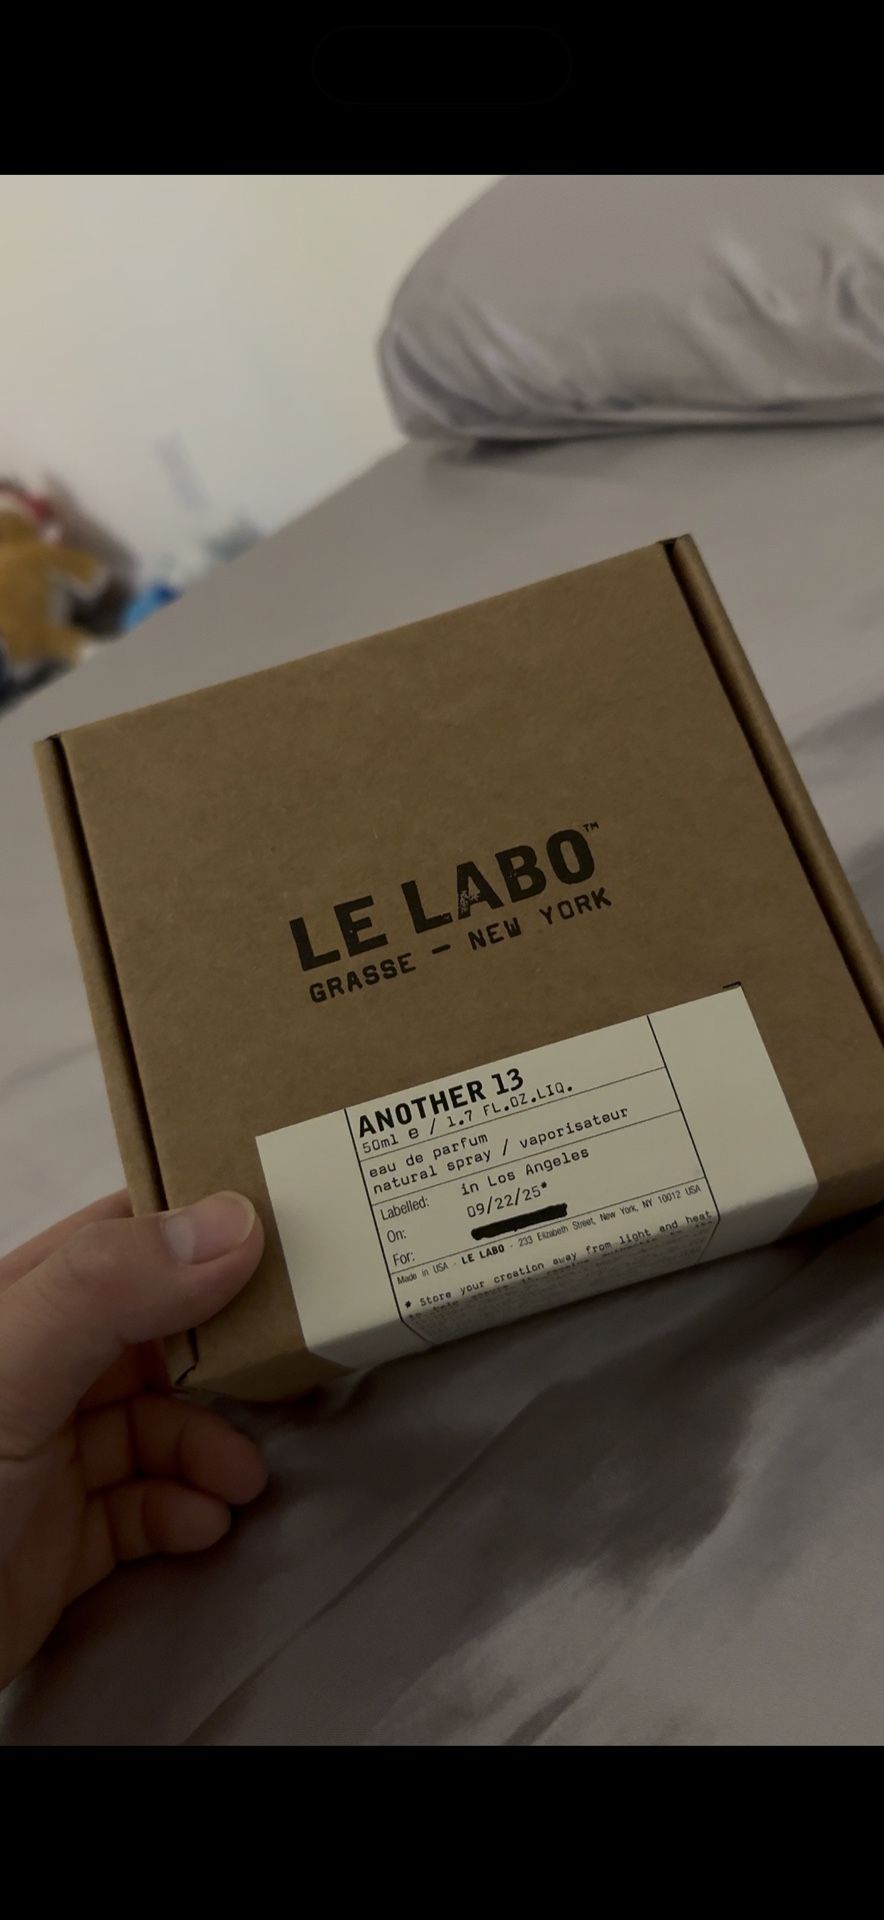 LE LABO™
GRASSE — NEW YORK
ANOTHER 13
50ml e / 1.7 FL.OZ.LIQ.
eau de parfum
natural spray / vaporisateur
Labelled: in Los Angeles
On: 09/22/25*
For:
Made in USA - LE LABO - 233 Elizabeth Street, New York, NY 10012 USA
* Store your creation away from light and heat